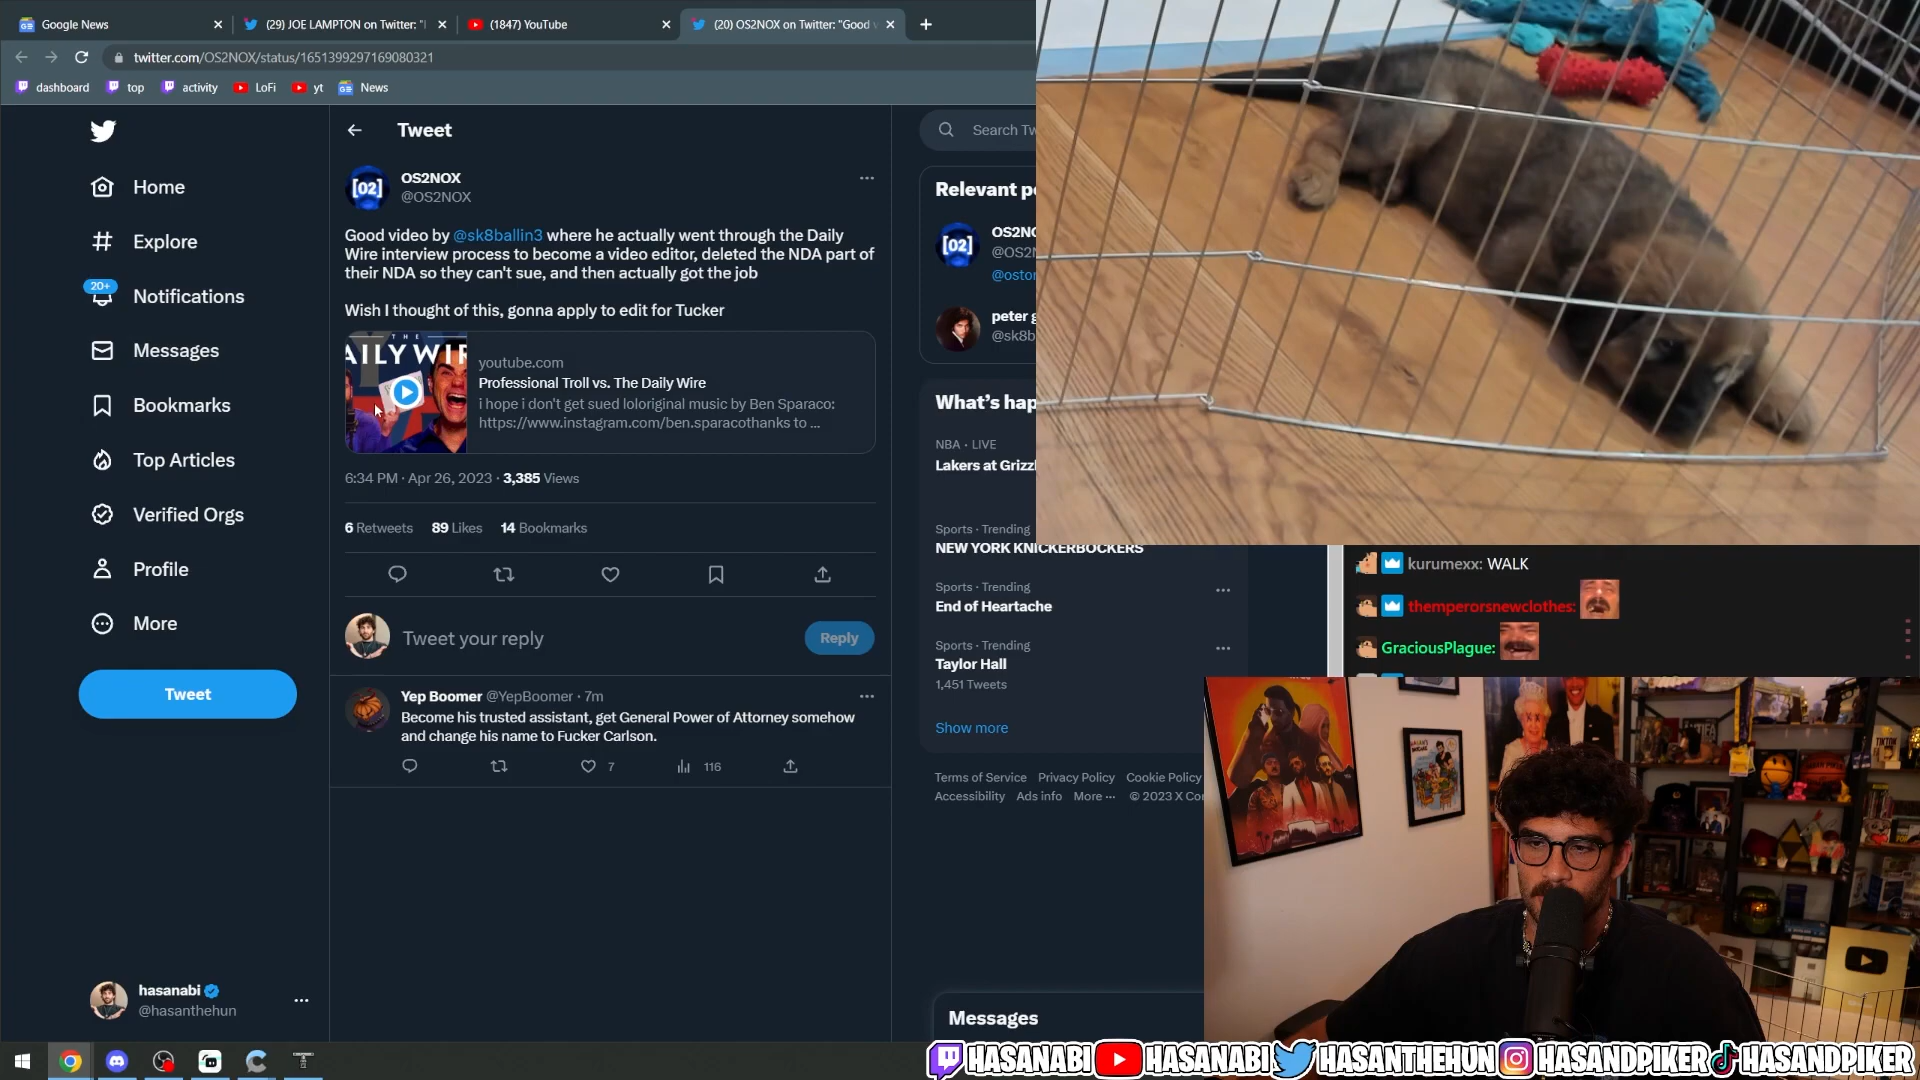 Google News
(29) JOE LAMPTON on Twitter: "
(1847) YouTube
(20) OS2NOX on Twitter: "Good v
twitter.com/OS2NOX/status/1651399297169080321
dashboard
top
activity
LoFi
yt
News
Home
Explore
20+
Notifications
Messages
Bookmarks
Top Articles
Verified Orgs
Profile
More
Tweet
hasanabi
@hasanthehun
Tweet
[02]
OS2NOX
@OS2NOX
Good video by @sk8ballin3 where he actually went through the Daily
Wire interview process to become a video editor, deleted the NDA part of
their NDA so they can't sue, and then actually got the job
Wish I thought of this, gonna apply to edit for Tucker
THE
AILYWIR
youtube.com
Professional Troll vs. The Daily Wire
i hope i don't get sued loloriginal music by Ben Sparaco:
https://www.instagram.com/ben.sparacothanks to ...
6:34 PM · Apr 26, 2023 · 3,385 Views
6 Retweets 89 Likes 14 Bookmarks
Tweet your reply
Reply
Yep Boomer @YepBoomer · 7m
Become his trusted assistant, get General Power of Attorney somehow
and change his name to Fucker Carlson.
7
116
Search Tw
Relevant pe
[02]
OS2NO
@OS2N
@oston
peter g
@sk8b
What's hap
NBA · LIVE
Lakers at Grizzl
Sports · Trending
NEW YORK KNICKERBOCKERS
Sports · Trending
End of Heartache
Sports · Trending
Taylor Hall
1,451 Tweets
Show more
Terms of Service Privacy Policy Cookie Policy
Accessibility Ads info More ··· © 2023 X Cor
Messages
kurumexx: WALK
themperorsnewclothes:
GraciousPlague:
HASANABI
HASANABI
HASANTHEHUN
HASANDPIKER
HASANDPIKER